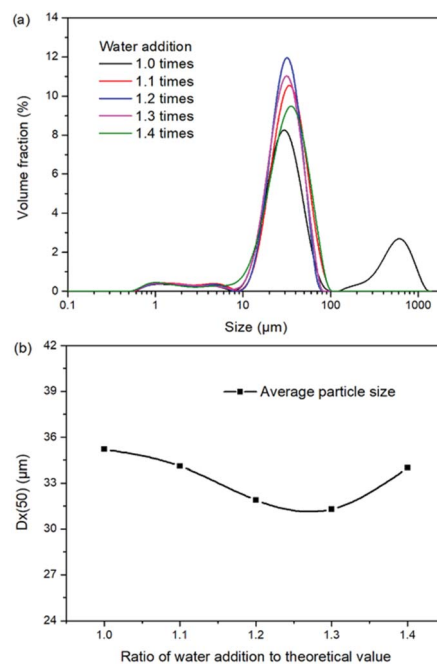 (a)
14
12
10
8
6
4
2
0
Volume fraction (%)
Water addition
1.0 times
1.1 times
1.2 times
1.3 times
1.4 times
0.1 1 10 100 1000
Size (μm)
(b)
42
39
36
33
30
27
24
Dx(50) (μm)
Average particle size
1.0 1.1 1.2 1.3 1.4
Ratio of water addition to theoretical value